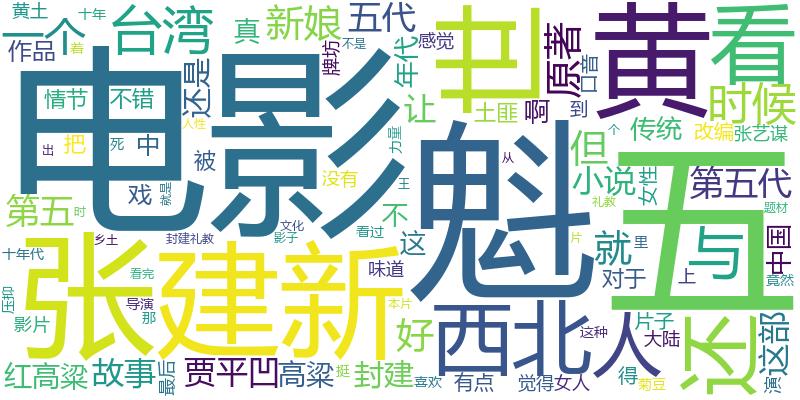 黄土 十年 一个 着 台湾 真 新娘 五代 牌坊 不是 感觉 原著 口音 黄 看
作品 还是 年代 世 啊 时候
电影
情节 不错 让 土匪 到 个 传统 改编 张艺谋
出 把 死 中 人性 力量 魁 但
被 没有 王 从 小说 女性 第五代
戏 就是 礼教 五 题材
第五 时 不 文化 与 中国
乡土 封建礼教 影子 看过 这 片 就 里
十年代 张建新 味道 对于 上 竟然
压抑 看完 导演 那 本片 西北人 还
影片 好 这种 片子 大陆 这部
红高粱 故事 最后 贾平凹 高粱 挺 封建 喜欢 有点 觉得 女人 得 菊豆 演